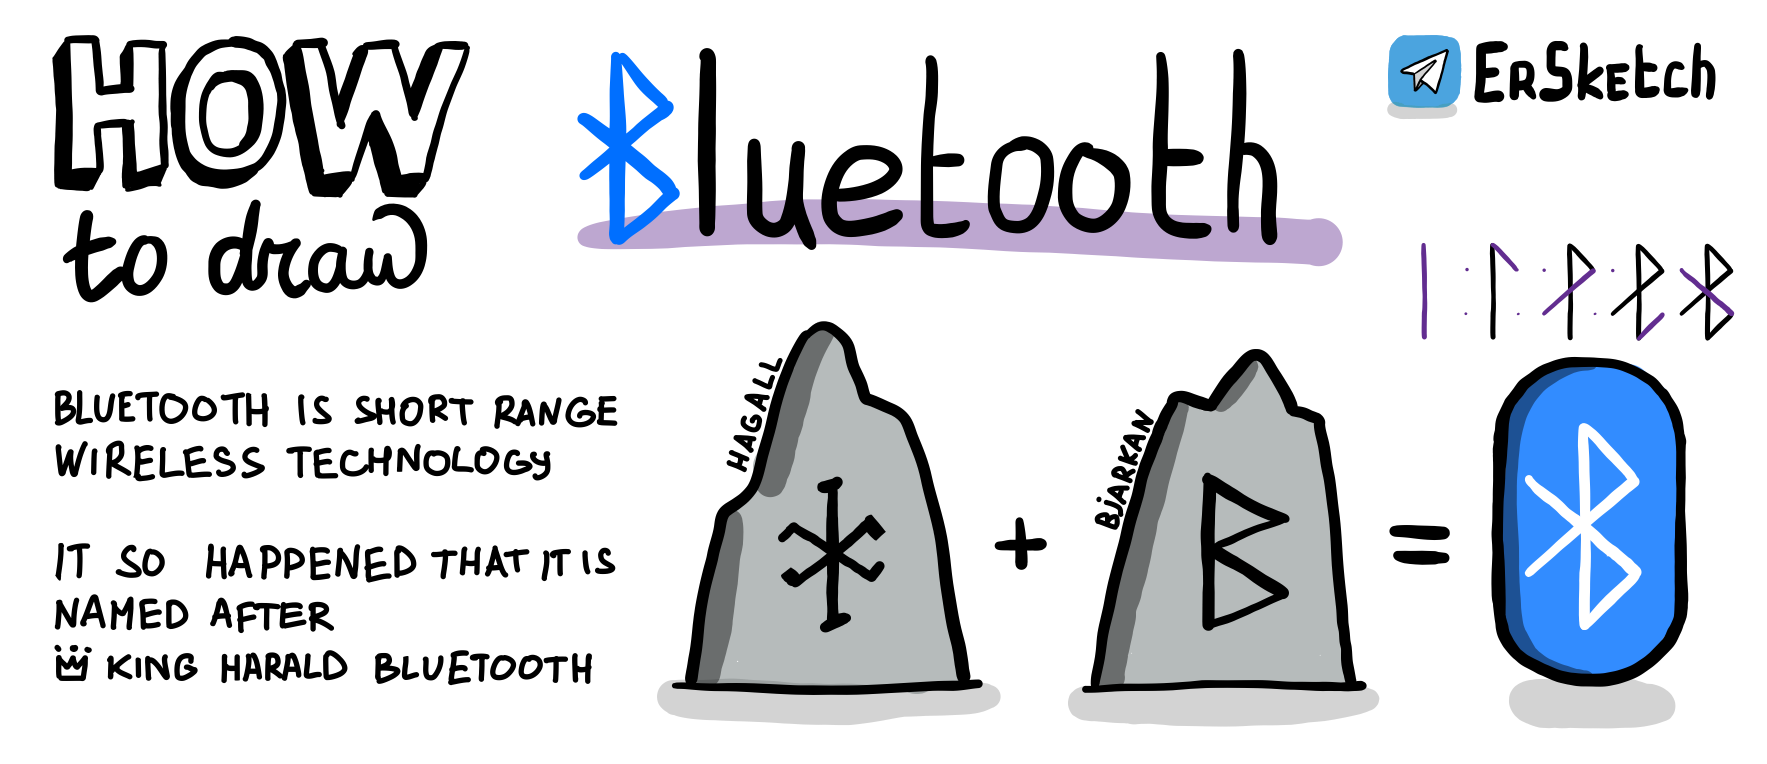 HOW
to draw
Bluetooth
ErSketch
BLUETOOTH IS SHORT RANGE
WIRELESS TECHNOLOGY
IT SO HAPPENED THAT IT IS
NAMED AFTER
KING HARALD BLUETOOTH
HAGALL
BJARKAN
+
=